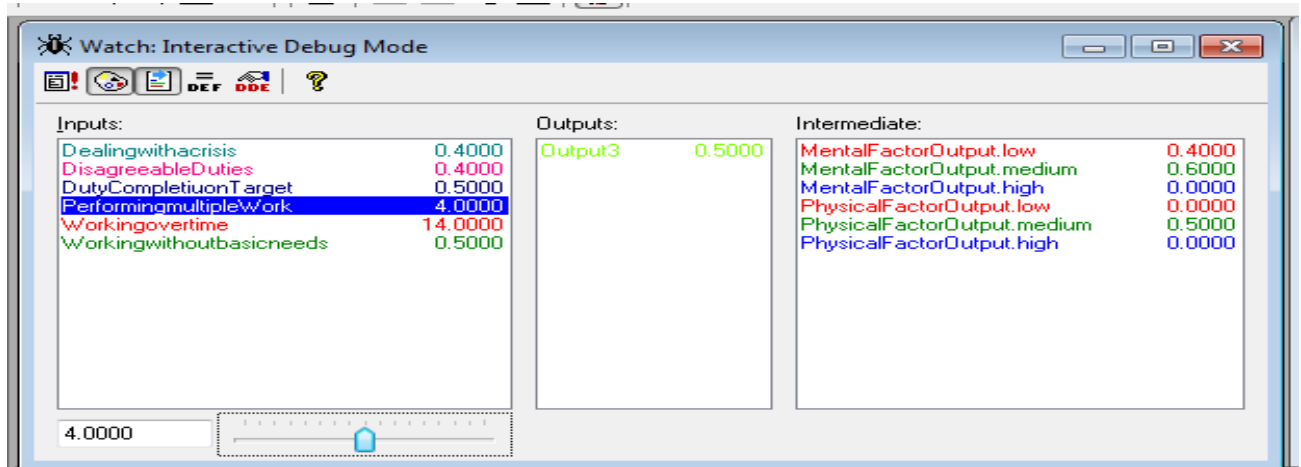 Watch: Interactive Debug Mode
DEF DDE
Inputs:
Dealingwithacrisis 0.4000
DisagreeableDuties 0.4000
DutyCompletiuonTarget 0.5000
PerformingmultipleWork 4.0000
Workingovertime 14.0000
Workingwithoutbasicneeds 0.5000
4.0000
Outputs:
Output3 0.5000
Intermediate:
MentalFactorOutput.low 0.4000
MentalFactorOutput.medium 0.6000
MentalFactorOutput.high 0.0000
PhysicalFactorOutput.low 0.0000
PhysicalFactorOutput.medium 0.5000
PhysicalFactorOutput.high 0.0000